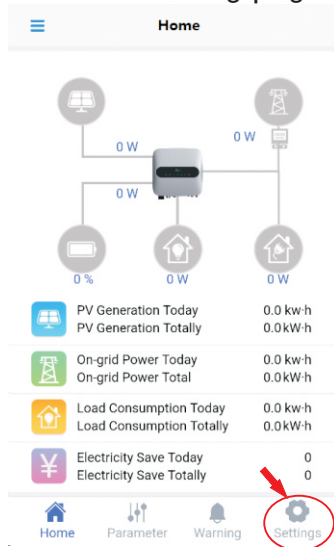 Home
0 W
0 W
0 W
0 %
0 W
0 W
PV Generation Today 0.0 kw·h
PV Generation Totally 0.0kW·h
On-grid Power Today 0.0 kw·h
On-grid Power Total 0.0kW·h
Load Consumption Today 0.0 kw·h
Load Consumption Totally 0.0kW·h
¥
Electricity Save Today 0
Electricity Save Totally 0
Home Parameter Warning Settings